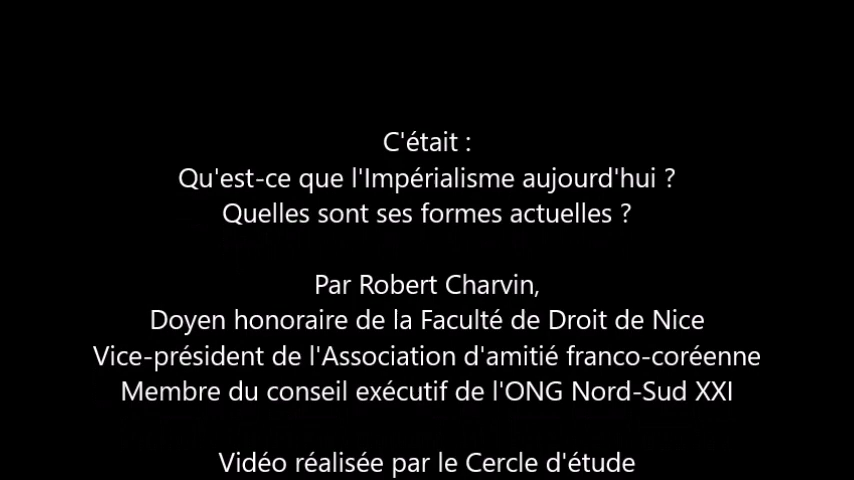 C'était :
Qu'est-ce que l'Impérialisme aujourd'hui ?
Quelles sont ses formes actuelles ?
Par Robert Charvin,
Doyen honoraire de la Faculté de Droit de Nice
Vice-président de l'Association d'amitié franco-coréenne
Membre du conseil exécutif de l'ONG Nord-Sud XXI
Vidéo réalisée par le Cercle d'étude